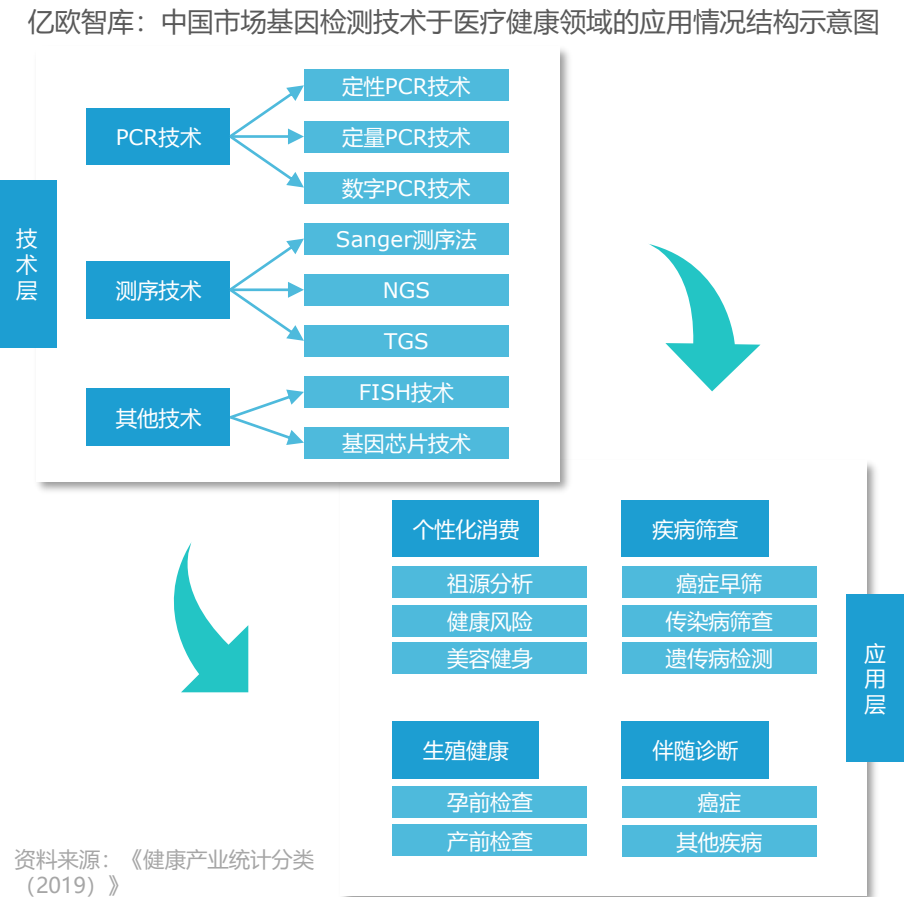 亿欧智库：中国市场基因检测技术于医疗健康领域的应用情况结构示意图
技术层
PCR技术
定性PCR技术
定量PCR技术
数字PCR技术
测序技术
Sanger测序法
NGS
TGS
其他技术
FISH技术
基因芯片技术
应用层
个性化消费
祖源分析
健康风险
美容健身
疾病筛查
癌症早筛
传染病筛查
遗传病检测
生殖健康
孕前检查
产前检查
伴随诊断
癌症
其他疾病
资料来源：《健康产业统计分类
（2019）》